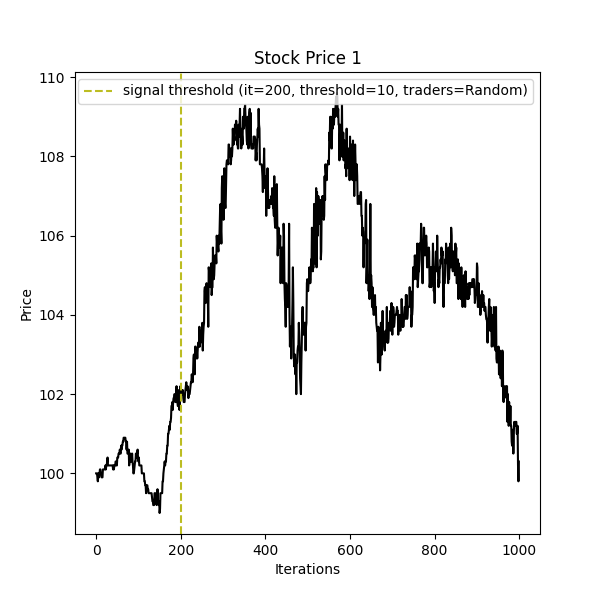 Stock Price 1
signal threshold (it=200, threshold=10, traders=Random)
110
108
106
104
102
100
Price
0 200 400 600 800 1000
Iterations